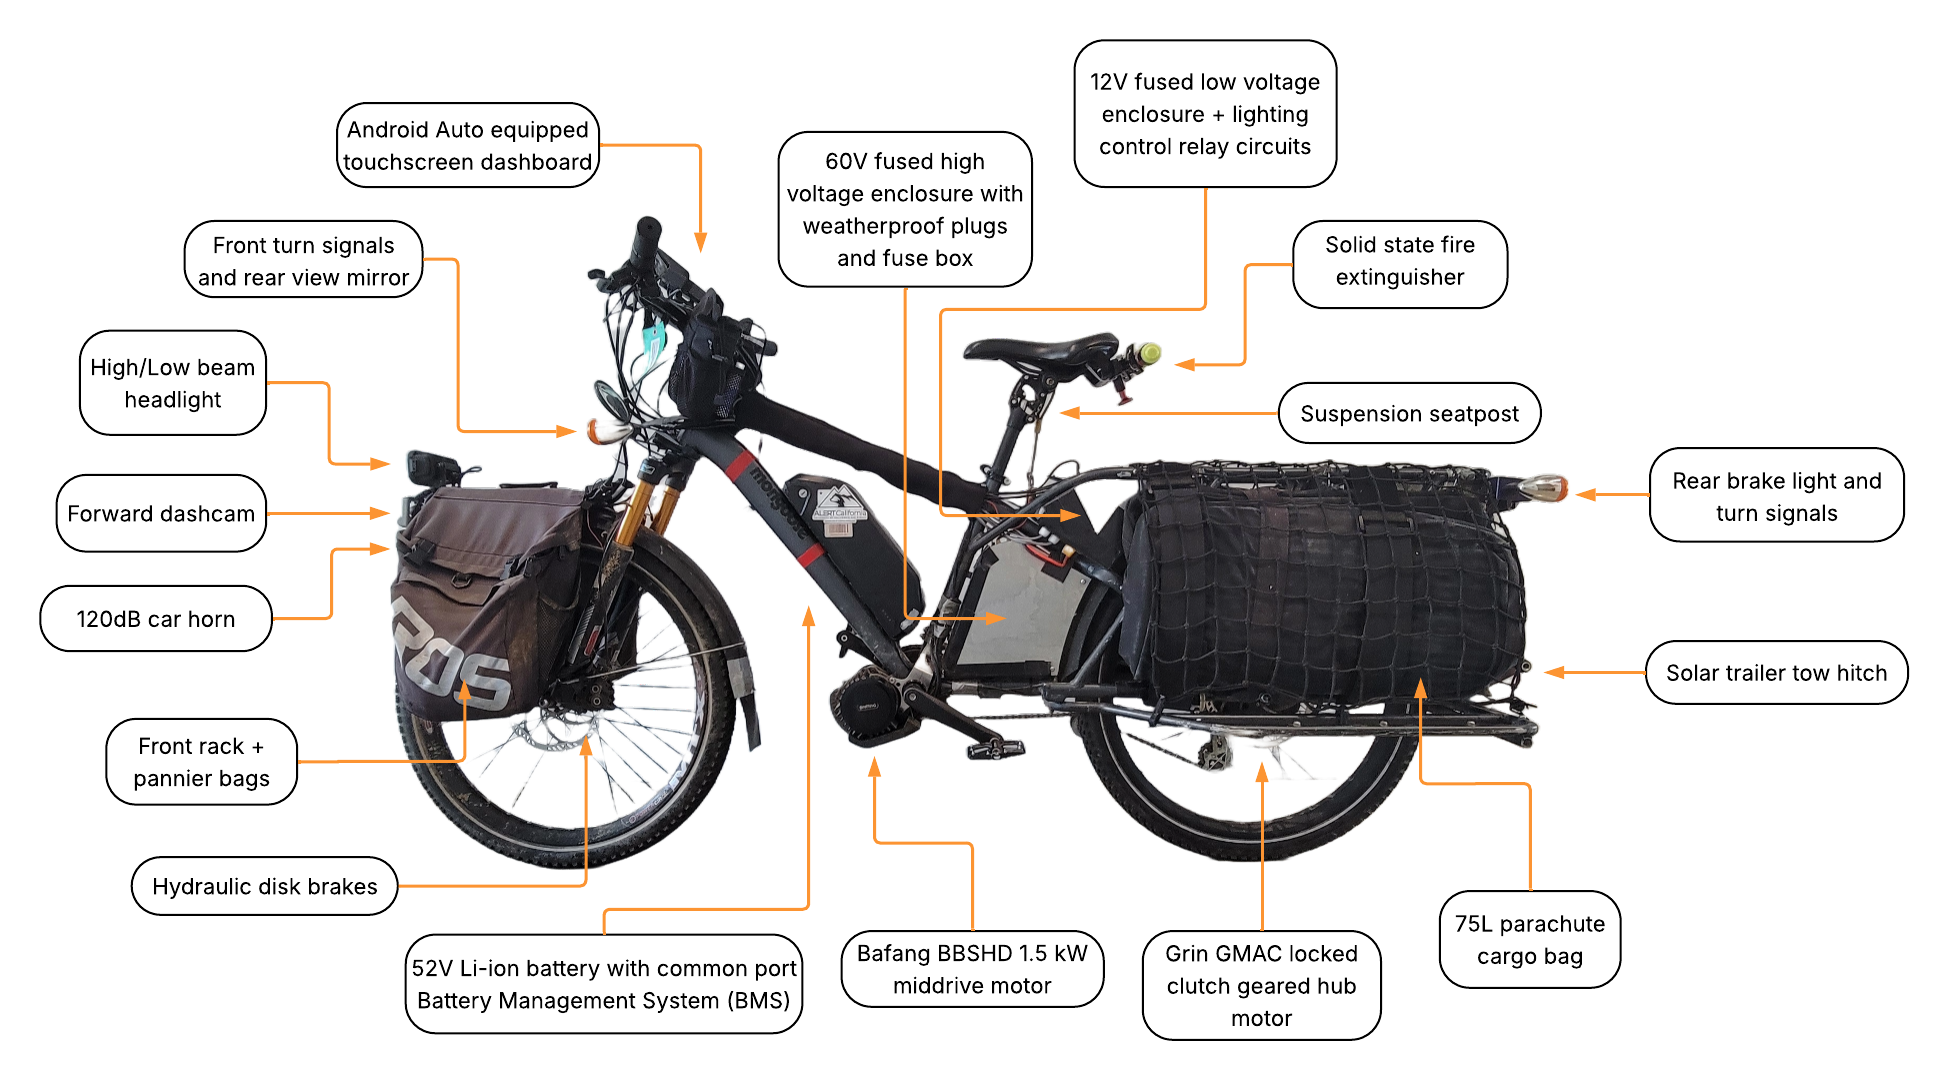 12V fused low voltage
enclosure + lighting
control relay circuits
Android Auto equipped
touchscreen dashboard
60V fused high
voltage enclosure with
weatherproof plugs
and fuse box
Front turn signals
and rear view mirror
Solid state fire
extinguisher
High/Low beam
headlight
Suspension seatpost
Forward dashcam
Rear brake light and
turn signals
mongoose
ALERTCalifornia
120dB car horn
ROS
Solar trailer tow hitch
Front rack +
pannier bags
Hydraulic disk brakes
75L parachute
cargo bag
52V Li-ion battery with common port
Battery Management System (BMS)
Bafang BBSHD 1.5 kW
middrive motor
Grin GMAC locked
clutch geared hub
motor